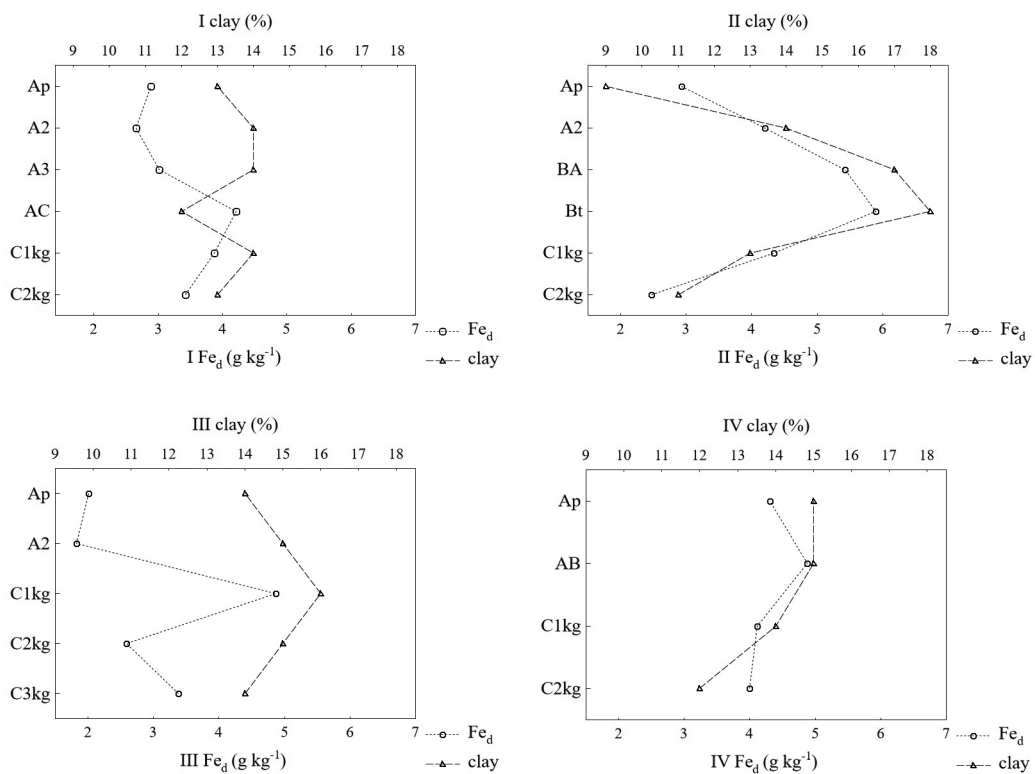 I clay (%)
9 10 11 12 13 14 15 16 17 18
Ap
A2
A3
AC
C1kg
C2kg
2 3 4 5 6 7
I Fed (g kg-1)
Fed
clay
II clay (%)
9 10 11 12 13 14 15 16 17 18
Ap
A2
BA
Bt
C1kg
C2kg
2 3 4 5 6 7
II Fed (g kg-1)
Fed
clay
III clay (%)
9 10 11 12 13 14 15 16 17 18
Ap
A2
C1kg
C2kg
C3kg
2 3 4 5 6 7
III Fed (g kg-1)
Fed
clay
IV clay (%)
9 10 11 12 13 14 15 16 17 18
Ap
AB
C1kg
C2kg
2 3 4 5 6 7
IV Fed (g kg-1)
Fed
clay